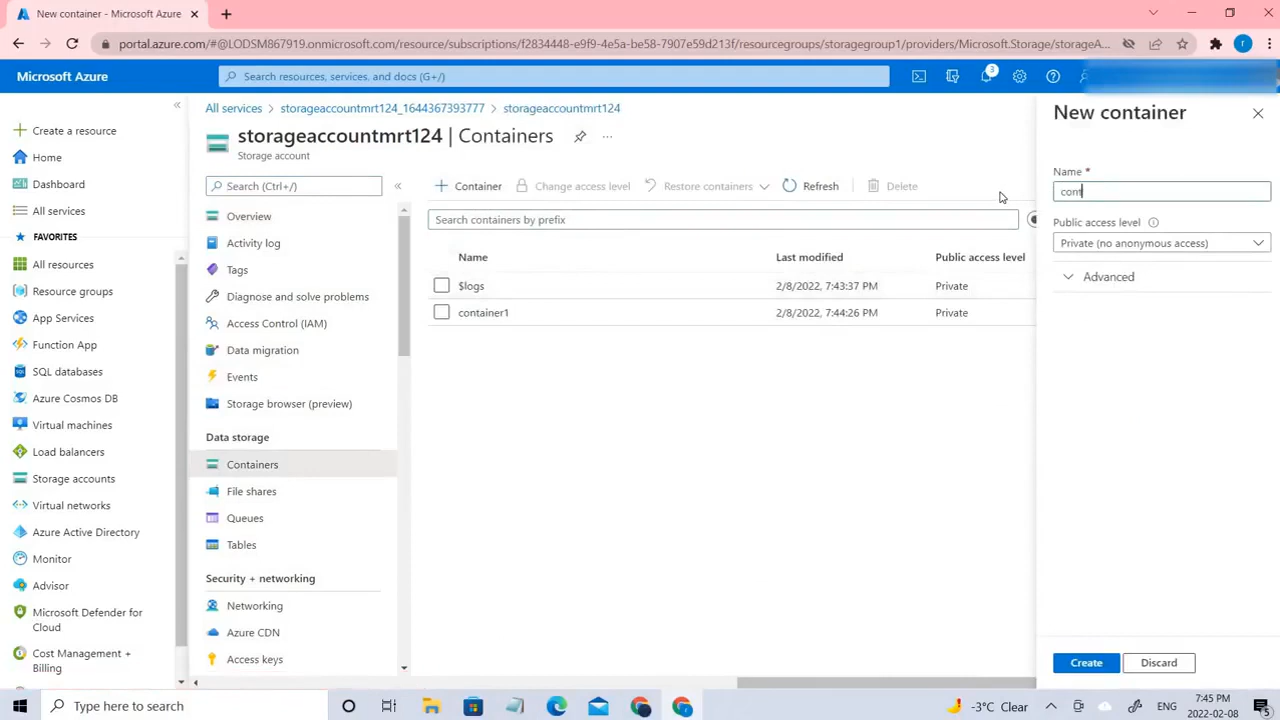 New container - Microsoft Azure
portal.azure.com/#@LODSM867919.onmicrosoft.com/resource/subscriptions/f2834448-e9f9-4e5a-be58-7907e59d213f/resourcegroups/storagegroup1/providers/Microsoft.Storage/storageA...
r
Microsoft Azure
Search resources, services, and docs (G+/)
3
All services > storageaccountmrt124_1644367393777 > storageaccountmrt124
storageaccountmrt124 | Containers
Storage account
Create a resource
Home
Dashboard
All services
FAVORITES
All resources
Resource groups
App Services
Function App
SQL databases
Azure Cosmos DB
Virtual machines
Load balancers
Storage accounts
Virtual networks
Azure Active Directory
Monitor
Advisor
Microsoft Defender for
Cloud
Cost Management +
Billing
Search (Ctrl+/)
Overview
Activity log
Tags
Diagnose and solve problems
Access Control (IAM)
Data migration
Events
Storage browser (preview)
Data storage
Containers
File shares
Queues
Tables
Security + networking
Networking
Azure CDN
Access keys
Container Change access level Restore containers Refresh Delete
Search containers by prefix
Name Last modified Public access level
$logs 2/8/2022, 7:43:37 PM Private
container1 2/8/2022, 7:44:26 PM Private
New container
Name *
cont
Public access level
Private (no anonymous access)
Advanced
Create Discard
Type here to search
-3°C Clear
ENG
7:45 PM
2022-02-08
5